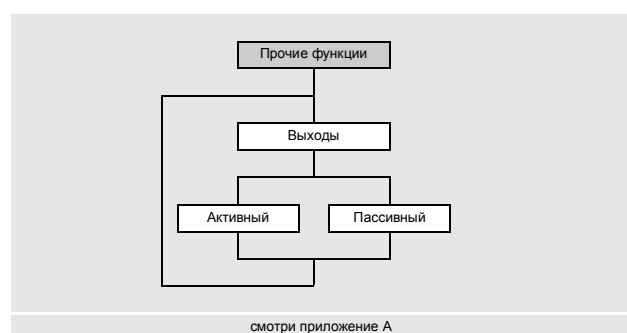 Прочие функции
Выходы
Активный Пассивный
смотри приложение A